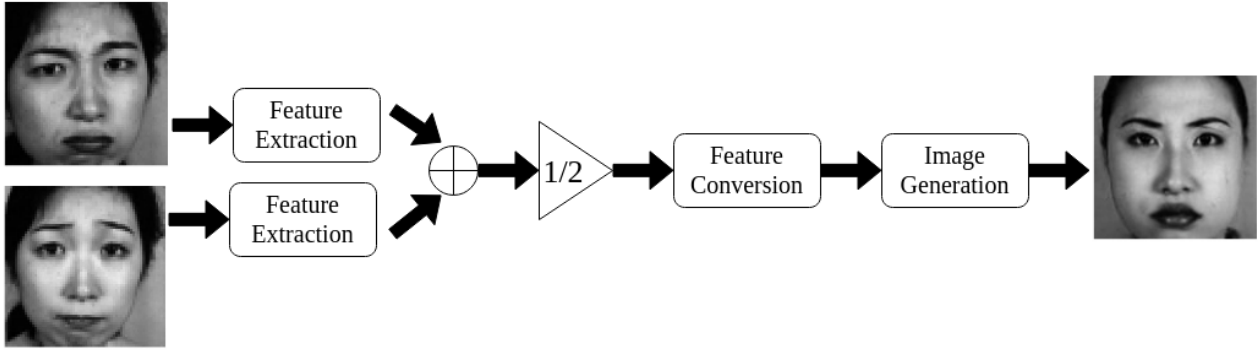 Feature
Extraction
Feature
Extraction
1/2
Feature
Conversion
Image
Generation